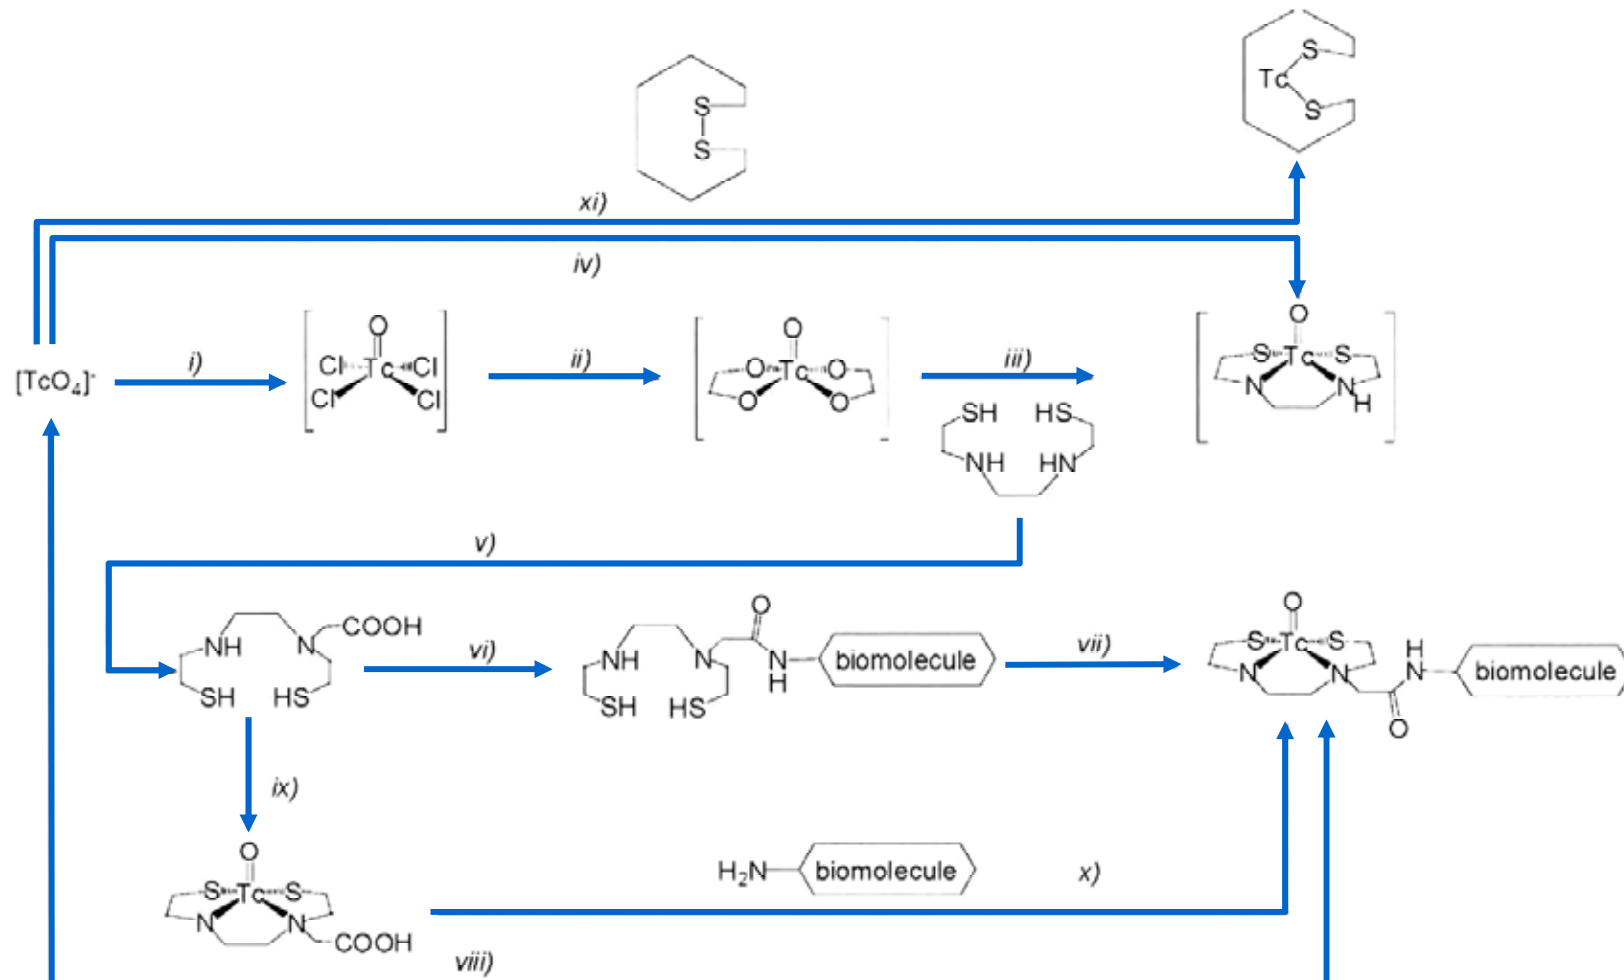 S
S
Tc
S
S
xi)
iv)
[TcO4]-
i)
O
Cl Tc Cl
Cl Cl
ii)
O
O Tc O
O O
iii)
SH HS
NH HN
O
S Tc S
N N
H
v)
NH N COOH
SH HS
vi)
O
NH N N
H
SH HS
biomolecule
vii)
O
S Tc S
N N
H
N
O
biomolecule
ix)
O
S Tc S
N N
COOH
H2N biomolecule
x)
viii)